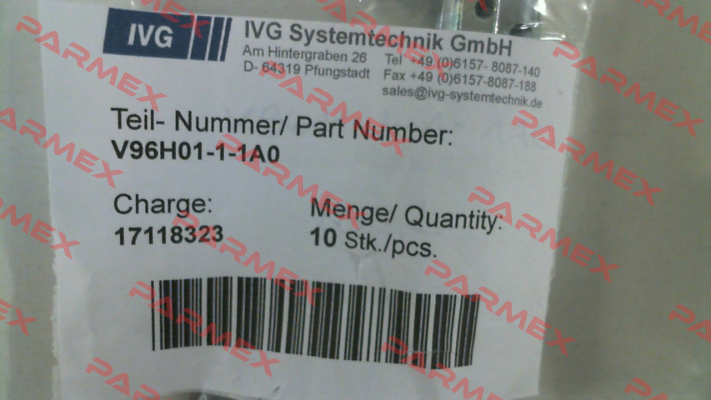 IVG
IVG Systemtechnik GmbH
Am Hintergraben 26
D- 64319 Pfungstadt
Tel +49 (0)6157- 8087-140
Fax +49 (0)6157-8087-188
sales@ivg-systemtechnik.de
Teil- Nummer/ Part Number:
V96H01-1-1A0
Charge:
17118323
Menge/ Quantity:
10 Stk./pcs.
PARMEX